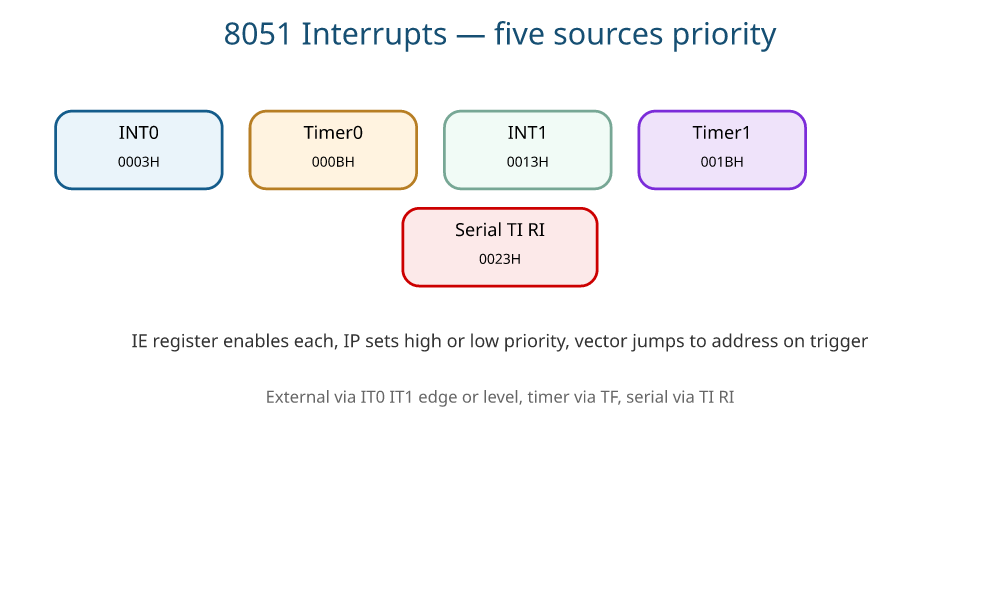 8051 Interrupts — five sources priority
INT0
0003H
Timer0
000BH
INT1
0013H
Timer1
001BH
Serial TI RI
0023H
IE register enables each, IP sets high or low priority, vector jumps to address on trigger
External via IT0 IT1 edge or level, timer via TF, serial via TI RI